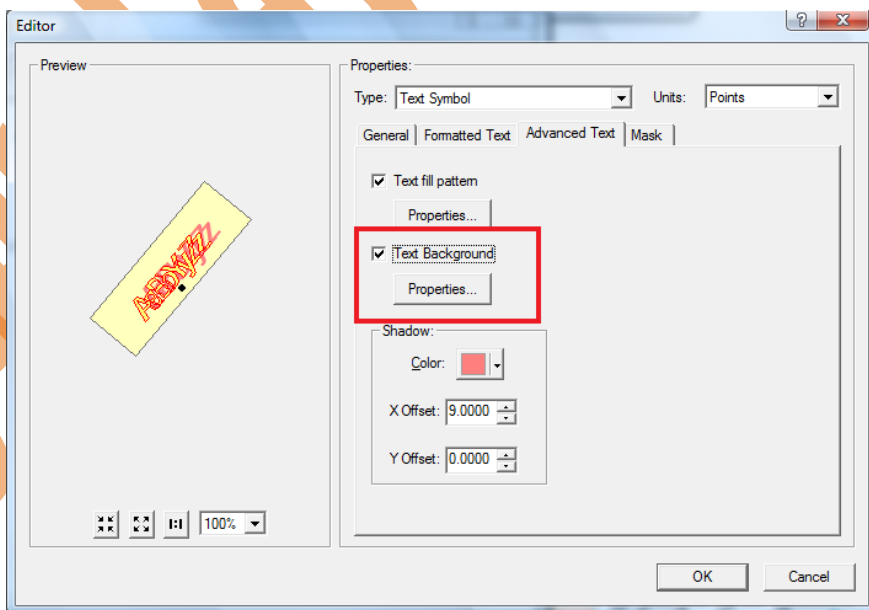 Editor
Preview
AaBbYyZz
100%
Properties:
Type: Text Symbol Units: Points
General Formatted Text Advanced Text Mask
Text fill pattern
Properties...
Text Background
Properties...
Shadow:
Color:
X Offset: 9.0000
Y Offset: 0.0000
OK Cancel